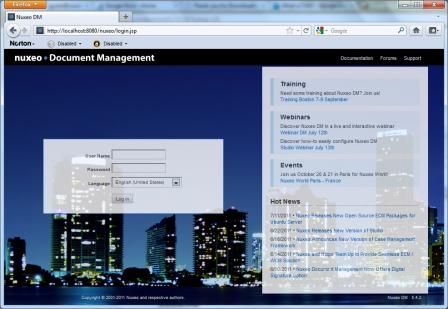 Firefox
Nuxeo DM
http://localhost:8080/nuxeo/login.jsp
Google
Norton
Disabled
Disabled
nuxeo • Document Management
Documentation Forums Support
Training
Need some training about Nuxeo DM? Join us!
Training Boston 7-9 September
Webinars
Discover Nuxeo DM in a live and interactive webinar
Webinar DM July 12th
Discover how-to easily configure Nuxeo DM
Studio Webinar July 13th
Events
Join us October 20 & 21 in Paris for Nuxeo World!
Nuxeo World Paris - France
User Name
Password
Language English (United States)
Log in
Hot News
7/11/2011 • Nuxeo Releases New Open Source ECM Packages for
Ubuntu Server
6/22/2011 • Nuxeo Releases New Version of Studio
6/16/2011 • Nuxeo Announces New Version of Case Management
Framework
6/14/2011 • Nuxeo and Team Up to Provide Seamless ECM /
WCM Solution
6/10/2011 • Nuxeo Document Management Now Offers Digital
Signature Option
Copyright © 2001-2011 Nuxeo and respective authors.
Nuxeo DM 5.4.2